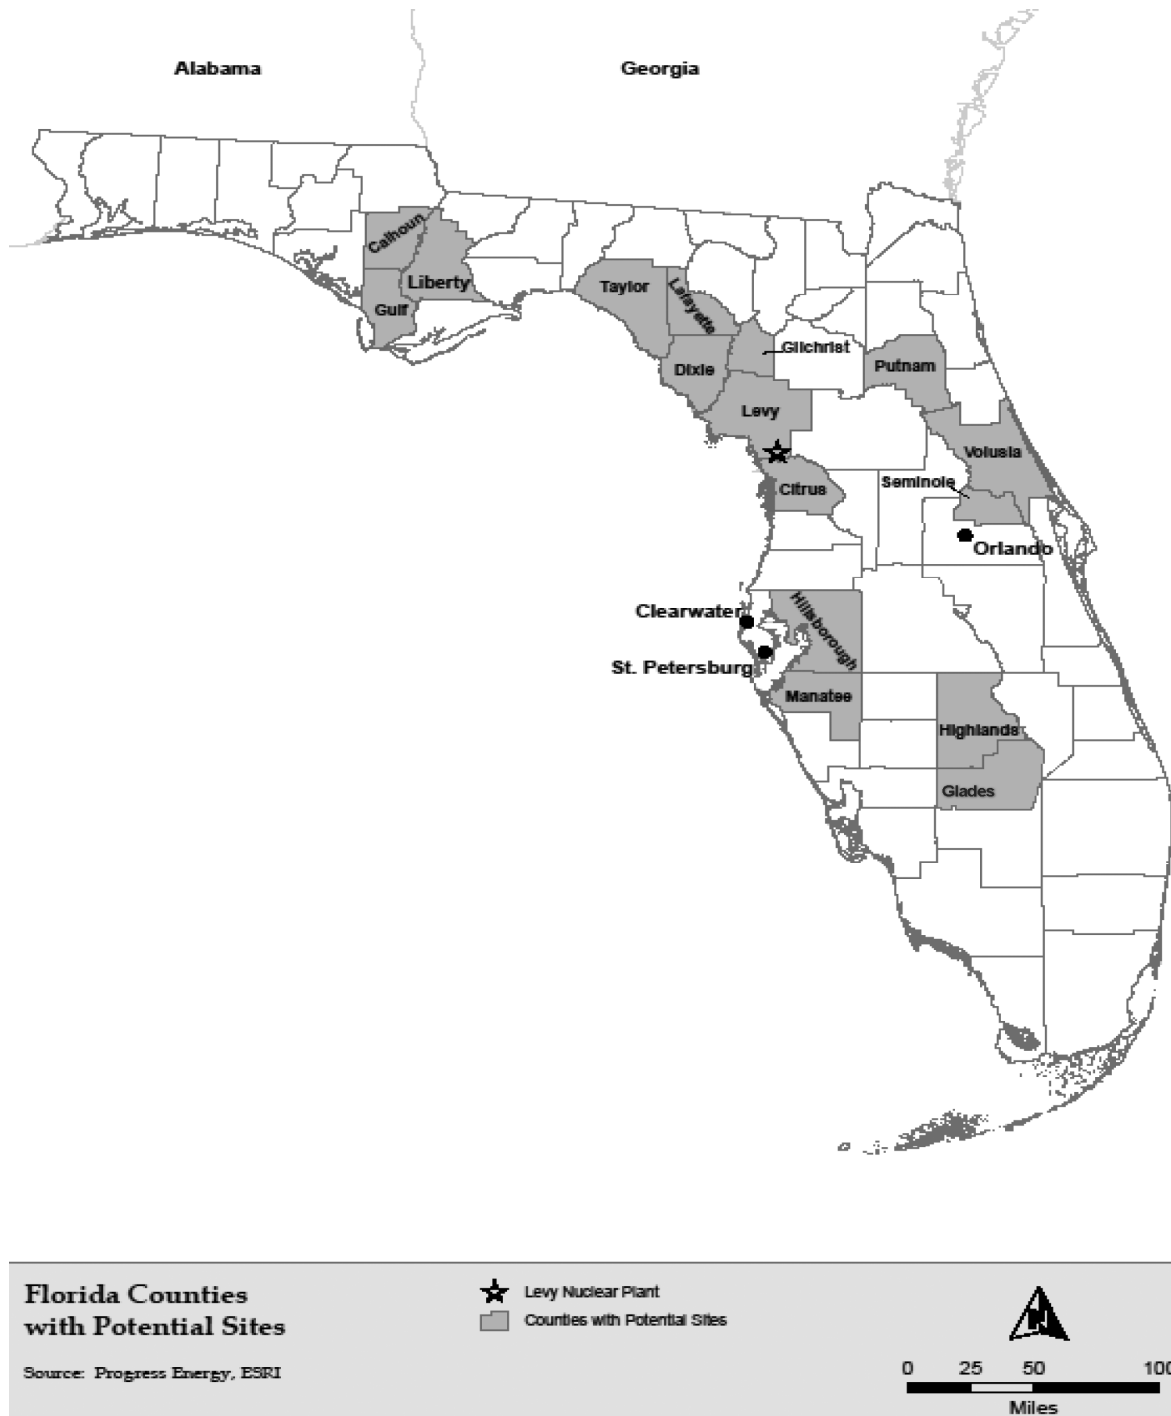 Alabama
Georgia
Calhoun
Liberty
Gulf
Taylor
Lafayette
Gilchrist
Dixie
Putnam
Levy
Volusia
Citrus
Seminole
Orlando
Clearwater
Hillsborough
St. Petersburg
Manatee
Highlands
Glades
Florida Counties
with Potential Sites
Source: Progress Energy, ESRI
Levy Nuclear Plant
Counties with Potential Sites
N
0 25 50 100
Miles